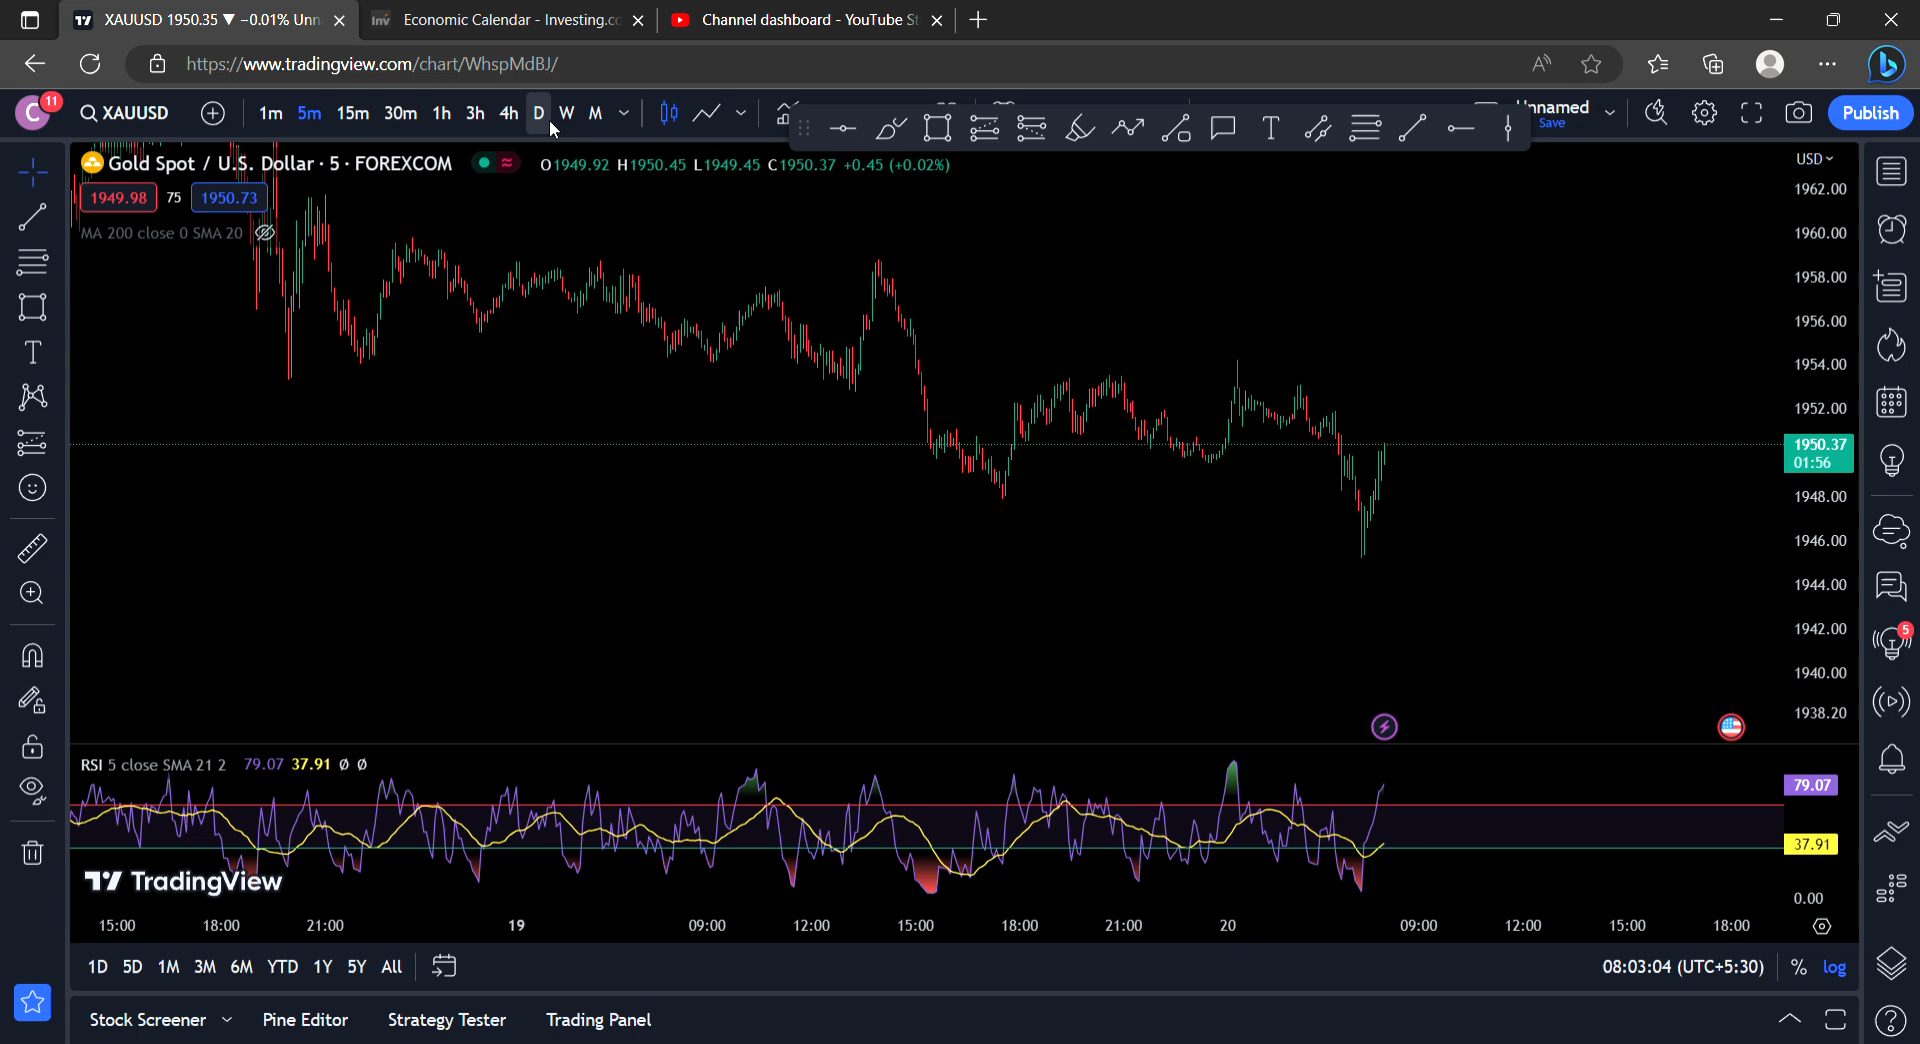 XAUUSD 1950.35 ▼ −0.01% Unn
Economic Calendar - Investing.co
Channel dashboard - YouTube St
https://www.tradingview.com/chart/WhspMdBJ/
C 11 XAUUSD 1m 5m 15m 30m 1h 3h 4h D W M
Unnamed
Save
Publish
Gold Spot / U.S. Dollar · 5 · FOREXCOM O1949.92 H1950.45 L1949.45 C1950.37 +0.45 (+0.02%)
USD
1949.98 75 1950.73
MA 200 close 0 SMA 20
1962.00
1960.00
1958.00
1956.00
1954.00
1952.00
1950.37
01:56
1948.00
1946.00
1944.00
1942.00
5
1940.00
1938.20
RSI 5 close SMA 21 2 79.07 37.91 Ø Ø
79.07
37.91
0.00
TradingView
15:00 18:00 21:00 19 09:00 12:00 15:00 18:00 21:00 20 09:00 12:00 15:00 18:00
1D 5D 1M 3M 6M YTD 1Y 5Y All
08:03:04 (UTC+5:30) % log
Stock Screener Pine Editor Strategy Tester Trading Panel